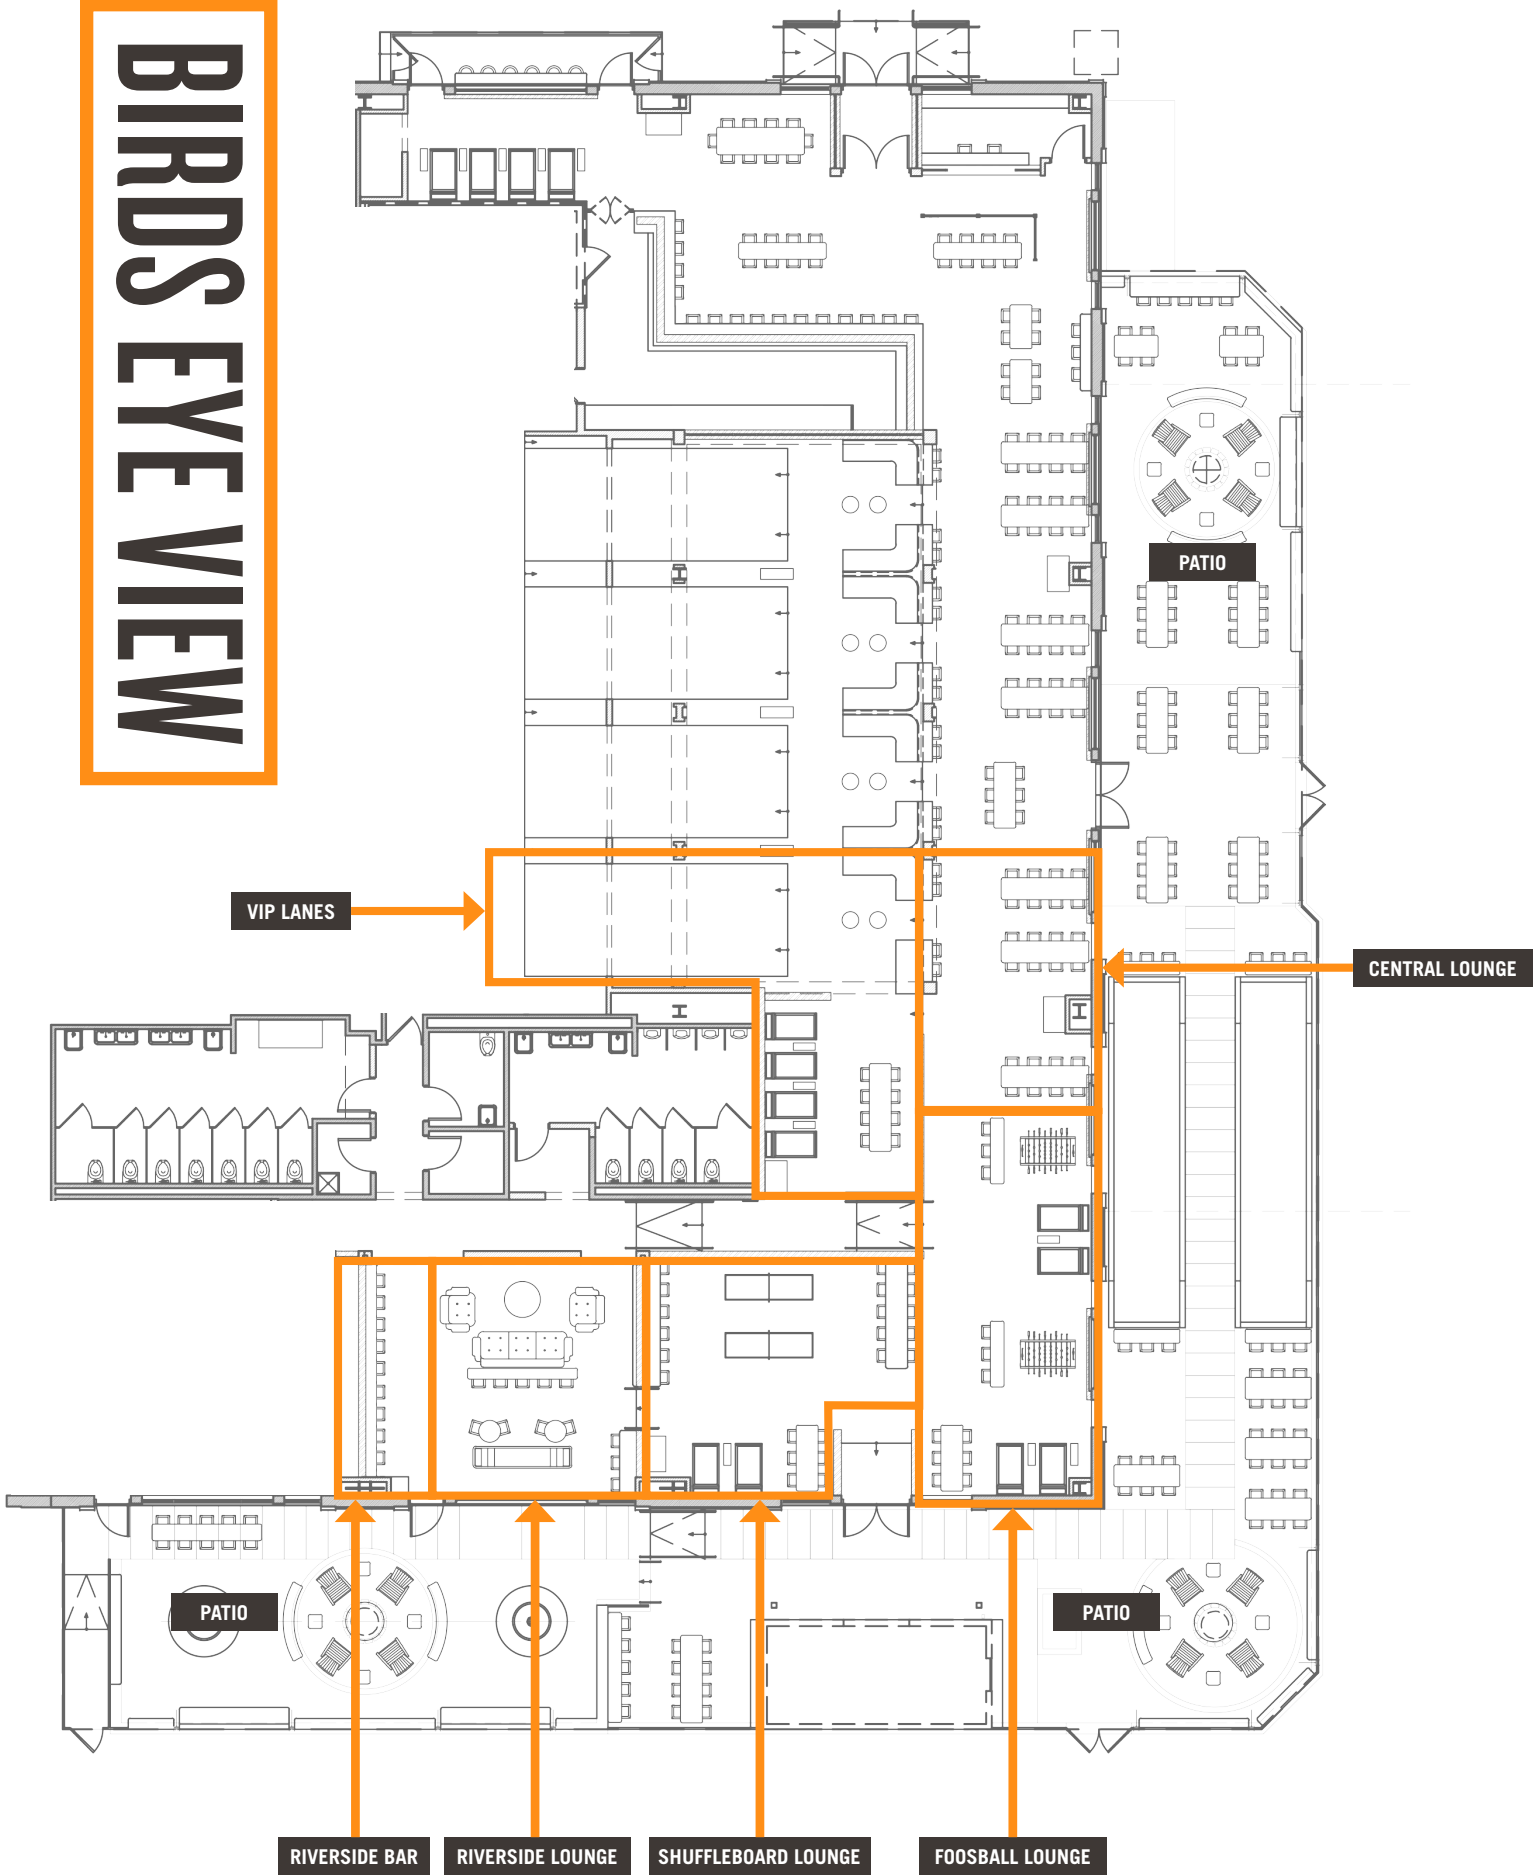 BIRDS EYE VIEW
PATIO
VIP LANES
CENTRAL LOUNGE
PATIO
PATIO
RIVERSIDE BAR
RIVERSIDE LOUNGE
SHUFFLEBOARD LOUNGE
FOOSBALL LOUNGE